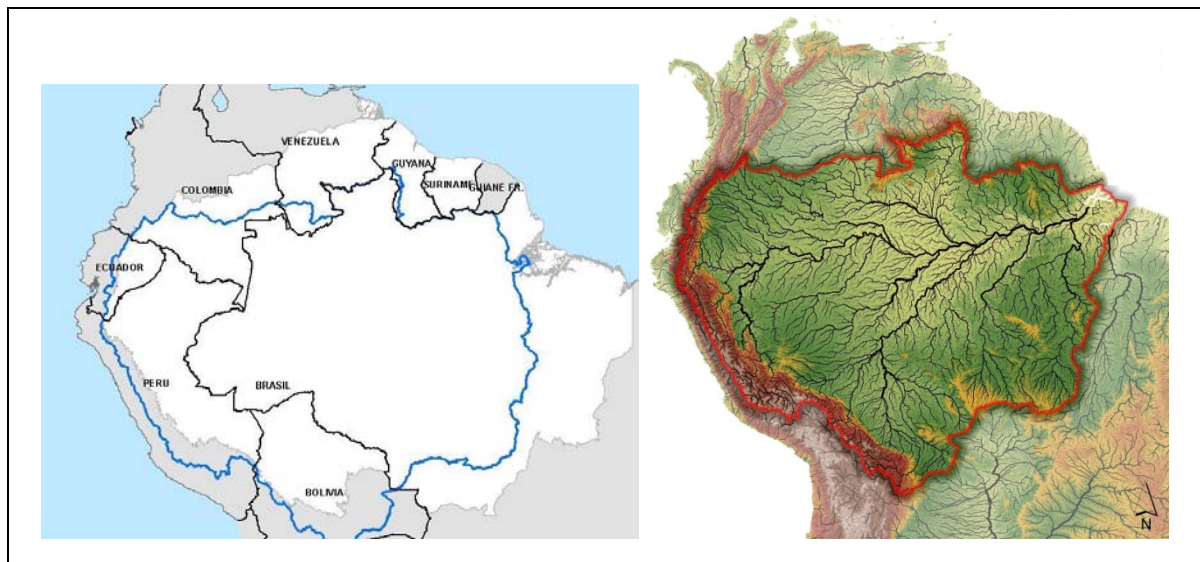 VENEZUELA
GUYANA
SURINAME
GUIANE FR.
COLOMBIA
ECUADOR
PERU
BRASIL
BOLIVIA
N